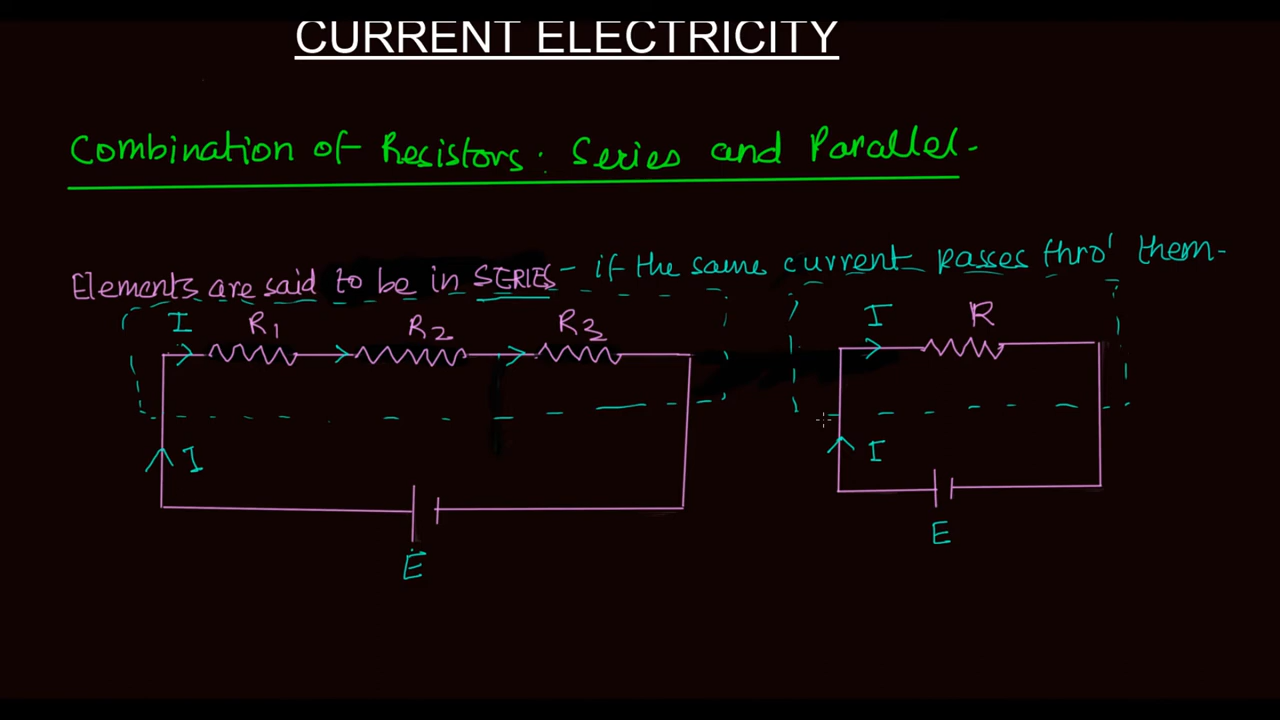 CURRENT ELECTRICITY
Combination of Resistors: Series and Parallel.
Elements are said to be in SERIES - if the same current passes thro' them-
I R1 R2 R3 I R
I I
E E